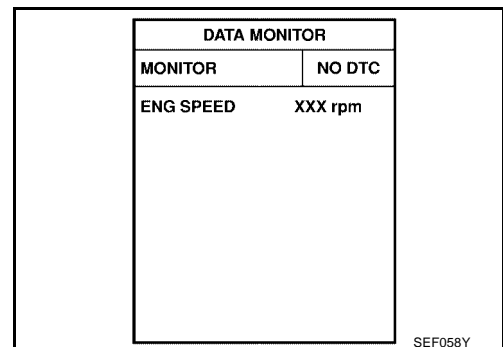 DATA MONITOR
MONITOR NO DTC
ENG SPEED XXX rpm
SEF058Y